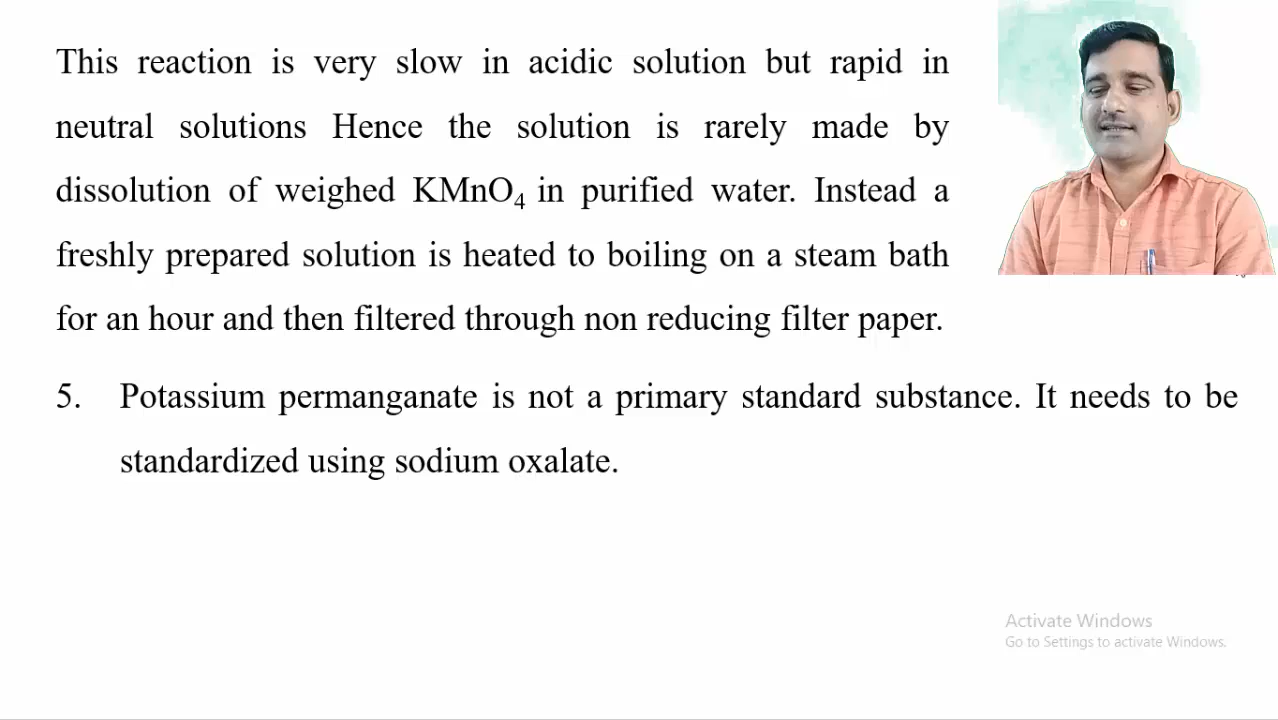 This reaction is very slow in acidic solution but rapid in
neutral solutions Hence the solution is rarely made by
dissolution of weighed KMnO₄ in purified water. Instead a
freshly prepared solution is heated to boiling on a steam bath
for an hour and then filtered through non reducing filter paper.
5. Potassium permanganate is not a primary standard substance. It needs to be
standardized using sodium oxalate.
Activate Windows
Go to Settings to activate Windows.